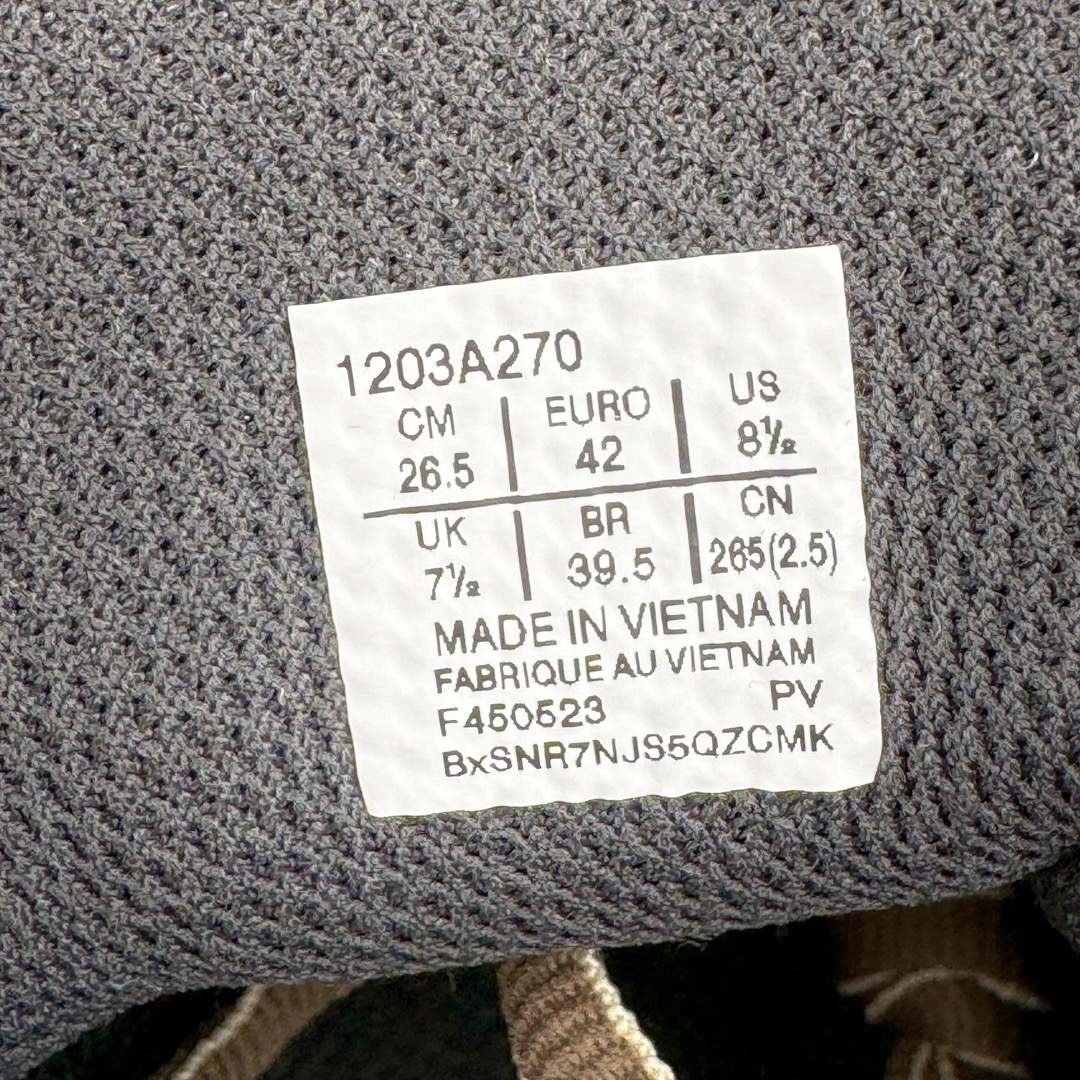 1203A270
CM EURO US
26.5 42 8½
UK BR CN
7½ 39.5 265(2.5)
MADE IN VIETNAM
FABRIQUE AU VIETNAM
F450523 PV
BxSNR7NJS5QZCMK